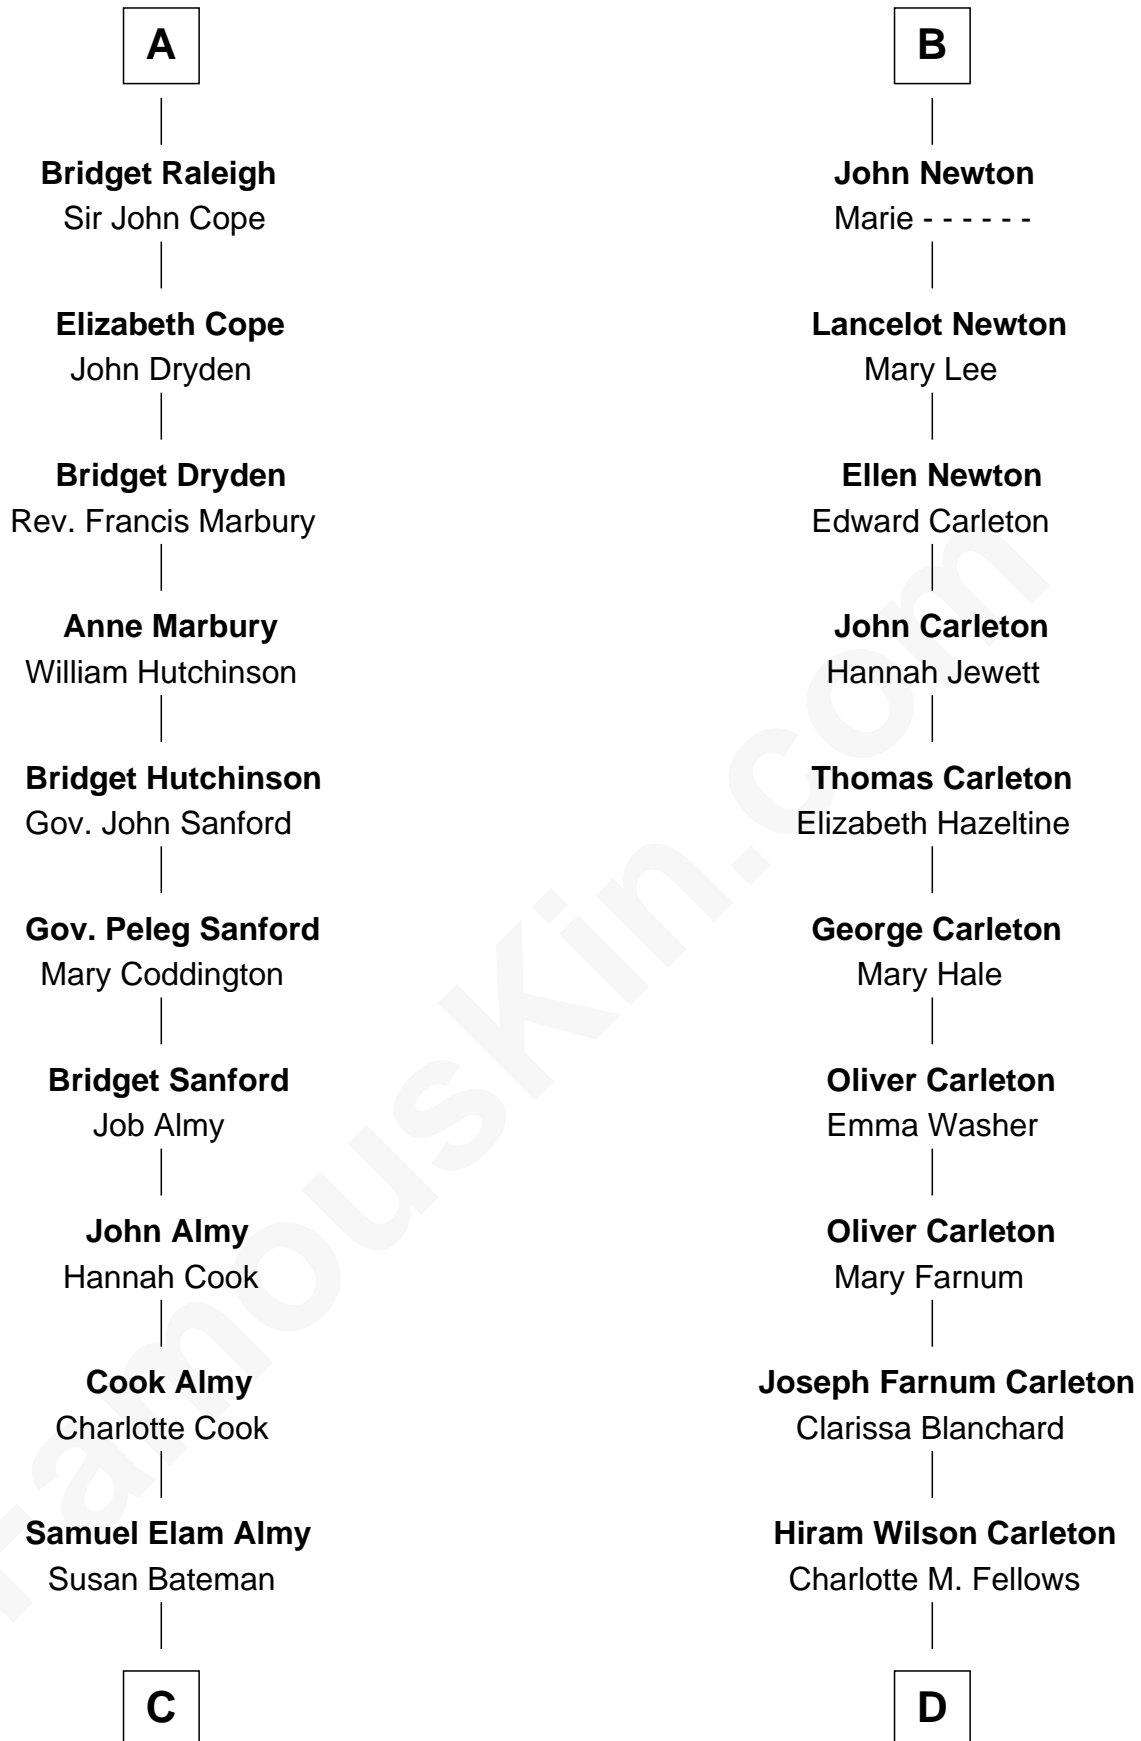 A
Bridget Raleigh
Sir John Cope
Elizabeth Cope
John Dryden
Bridget Dryden
Rev. Francis Marbury
Anne Marbury
William Hutchinson
Bridget Hutchinson
Gov. John Sanford
Gov. Peleg Sanford
Mary Coddington
Bridget Sanford
Job Almy
John Almy
Hannah Cook
Cook Almy
Charlotte Cook
Samuel Elam Almy
Susan Bateman
C
B
John Newton
Marie - - - - - -
Lancelot Newton
Mary Lee
Ellen Newton
Edward Carleton
John Carleton
Hannah Jewett
Thomas Carleton
Elizabeth Hazeltine
George Carleton
Mary Hale
Oliver Carleton
Emma Washer
Oliver Carleton
Mary Farnum
Joseph Farnum Carleton
Clarissa Blanchard
Hiram Wilson Carleton
Charlotte M. Fellows
D
FamousKin.com